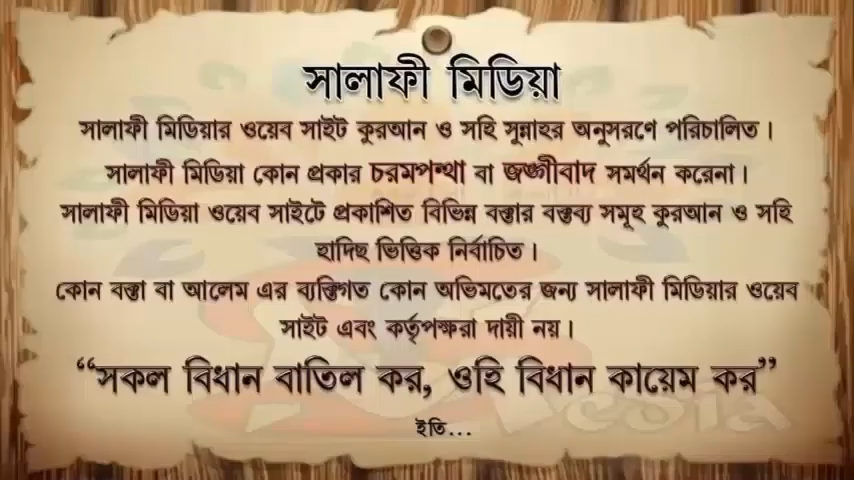 সালাফী মিডিয়া
সালাফী মিডিয়ার ওয়েব সাইট কুরআন ও সহি সুন্নাহর অনুসরণে পরিচালিত।
সালাফী মিডিয়া কোন প্রকার চরমপন্থা বা জঙ্গীবাদ সমর্থন করেনা।
সালাফী মিডিয়া ওয়েব সাইটে প্রকাশিত বিভিন্ন বক্তার বক্তব্য সমূহ কুরআন ও সহি
হাদিছ ভিত্তিক নির্বাচিত।
কোন বক্তা বা আলেম এর ব্যক্তিগত কোন অভিমতের জন্য সালাফী মিডিয়ার ওয়েব
সাইট এবং কর্তৃপক্ষরা দায়ী নয়।
“সকল বিধান বাতিল কর, ওহি বিধান কায়েম কর”
ইতি...